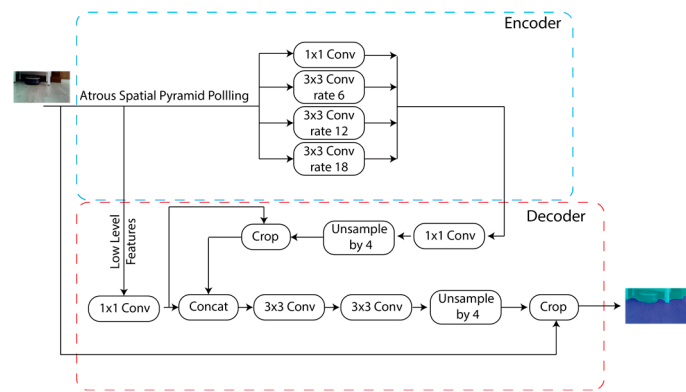 Encoder
1x1 Conv
Atrous Spatial Pyramid Pollling
3x3 Conv
rate 6
3x3 Conv
rate 12
3x3 Conv
rate 18
Decoder
Low Level
Features
Crop
Unsample
by 4
1x1 Conv
1x1 Conv
Concat
3x3 Conv
3x3 Conv
Unsample
by 4
Crop